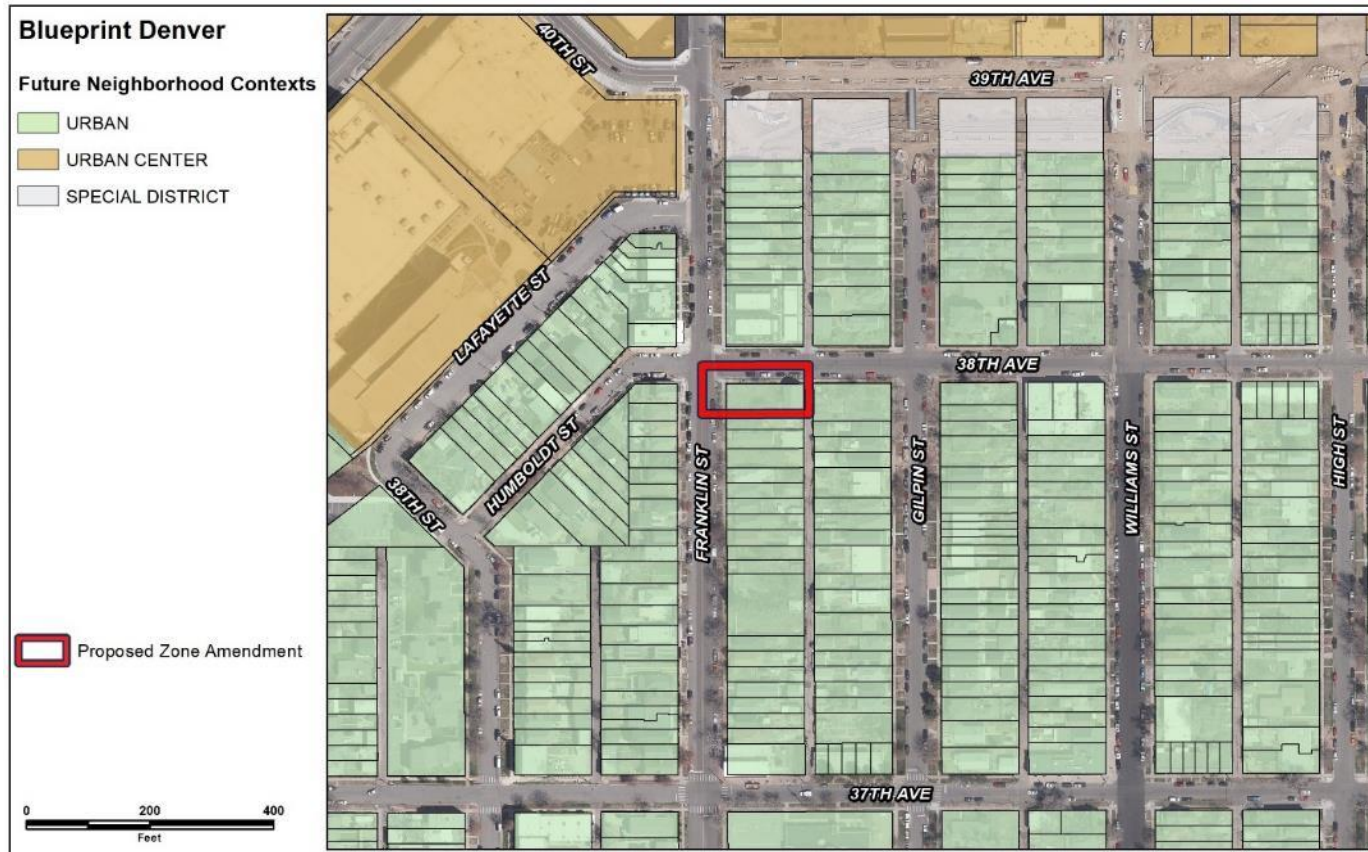 Blueprint Denver
Future Neighborhood Contexts
URBAN
URBAN CENTER
SPECIAL DISTRICT
Proposed Zone Amendment
0 200 400
Feet
40TH ST
39TH AVE
LAFAYETTE ST
38TH AVE
HUMBOLDT ST
38TH ST
FRANKLIN ST
GILPIN ST
WILLIAMS ST
HIGH ST
37TH AVE